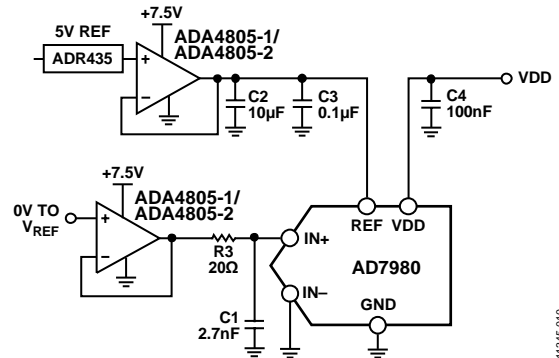 +7.5V
5V REF
ADA4805-1/
ADA4805-2
ADR435
+
−
C2
10µF
C3
0.1µF
C4
100nF
VDD
+7.5V
ADA4805-1/
ADA4805-2
0V TO
VREF
+
−
R3
20Ω
C1
2.7nF
IN+
IN–
REF
VDD
AD7980
GND